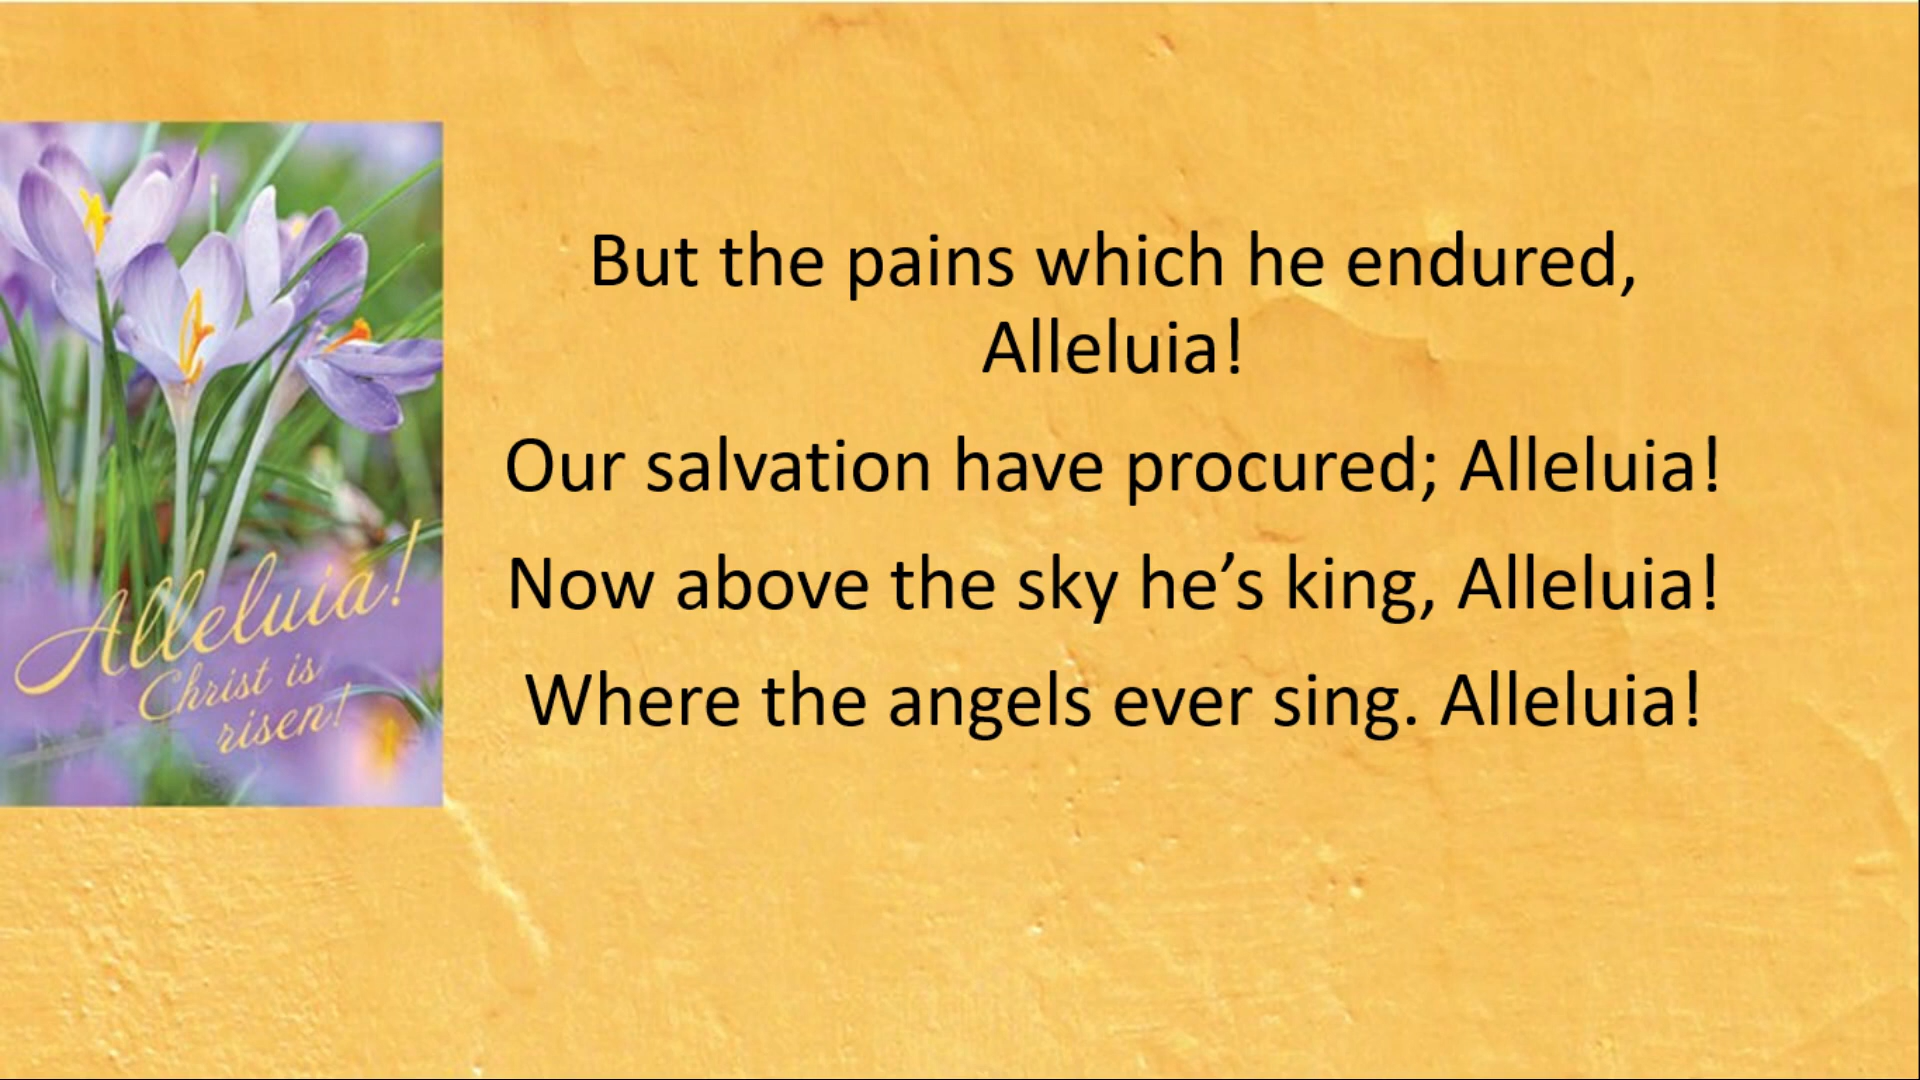 But the pains which he endured,
Alleluia!
Our salvation have procured; Alleluia!
Now above the sky he’s king, Alleluia!
Where the angels ever sing. Alleluia!
Alleluia!
Christ is
risen!